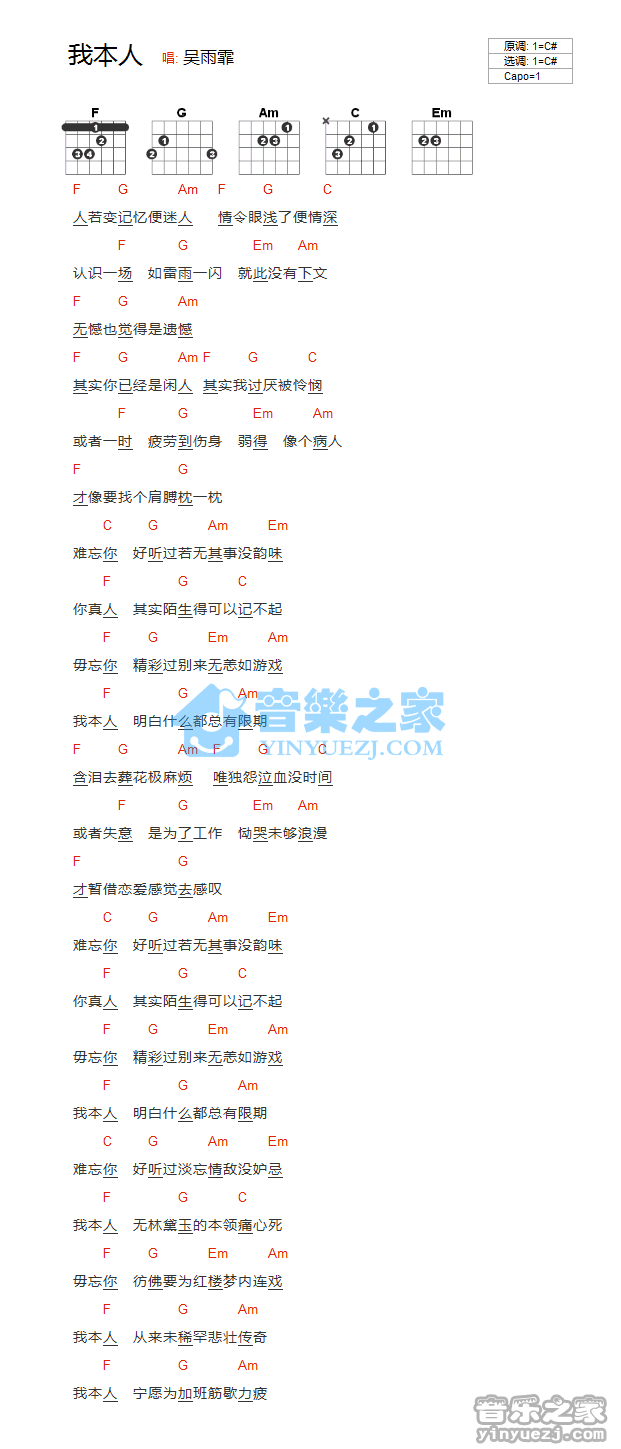 我本人 唱: 吴雨霏
原调: 1=C#
选调: 1=C#
Capo=1
F G Am C Em
F G Am F G C
人若变记忆便迷人 情令眼浅了便情深
F G Em Am
认识一场 如雷雨一闪 就此没有下文
F G Am
无憾也觉得是遗憾
F G Am F G C
其实你已经是闲人 其实我讨厌被怜悯
F G Em Am
或者一时 疲劳到伤身 弱得 像个病人
F G
才像要找个肩膊枕一枕
C G Am Em
难忘你 好听过若无其事没韵味
F G C
你真人 其实陌生得可以记不起
F G Em Am
毋忘你 精彩过别来无恙如游戏
F G Am
我本人 明白什么都总有限期
F G Am F G C
含泪去葬花极麻烦 唯独怨泣血没时间
F G Em Am
或者失意 是为了工作 恸哭未够浪漫
F G
才暂借恋爱感觉去感叹
C G Am Em
难忘你 好听过若无其事没韵味
F G C
你真人 其实陌生得可以记不起
F G Em Am
毋忘你 精彩过别来无恙如游戏
F G Am
我本人 明白什么都总有限期
C G Am Em
难忘你 好听过淡忘情敌没妒忌
F G C
我本人 无林黛玉的本领痛心死
F G Em Am
毋忘你 彷佛要为红楼梦内连戏
F G Am
我本人 从来未稀罕悲壮传奇
F G Am
我本人 宁愿为加班筋歇力疲
音樂之家
YINYUEZJ.COM
音乐之家
yinyuezj.com